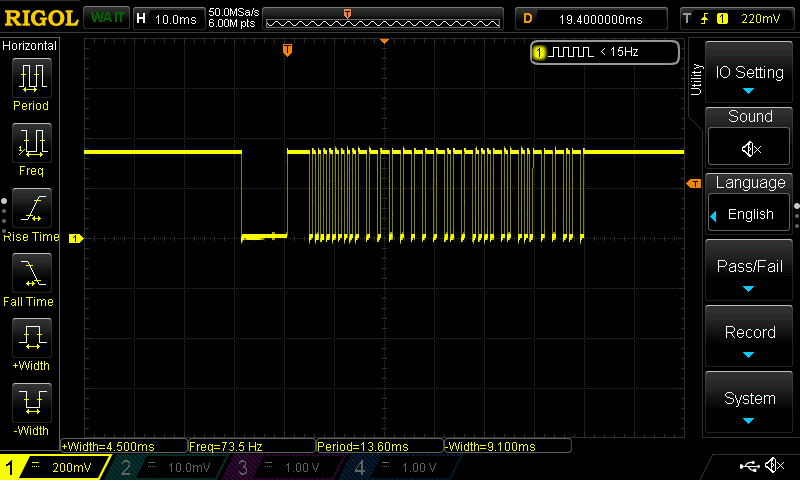 RIGOL WAIT H 10.0ms 50.0MSa/s 6.00M pts T D 19.4000000ms T 1 220mV
Horizontal
T
1 < 15Hz
Period
Freq
Rise Time
Fall Time
+Width
-Width
1
T
Utility
IO Setting
Sound
Language
English
Pass/Fail
Record
System
+Width=4.500ms Freq=73.5 Hz Period=13.60ms -Width=9.100ms
1 200mV 2 10.0mV 3 1.00 V 4 1.00 V